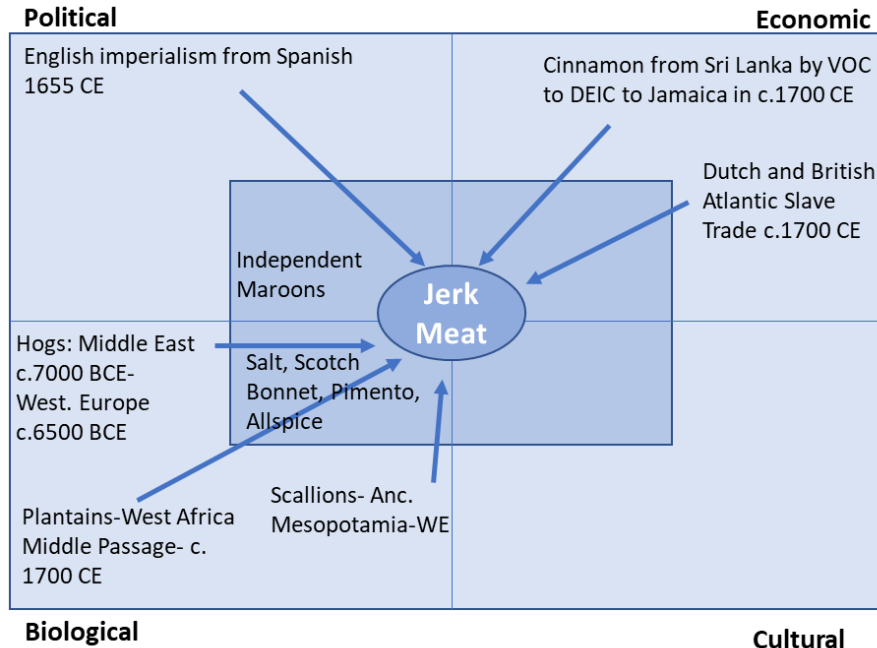 Political
Economic
English imperialism from Spanish
1655 CE
Cinnamon from Sri Lanka by VOC
to DEIC to Jamaica in c.1700 CE
Dutch and British
Atlantic Slave
Trade c.1700 CE
Independent
Maroons
Jerk
Meat
Hogs: Middle East
c.7000 BCE-
West. Europe
c.6500 BCE
Salt, Scotch
Bonnet, Pimento,
Allspice
Plantains-West Africa
Middle Passage- c.
1700 CE
Scallions- Anc.
Mesopotamia-WE
Biological
Cultural